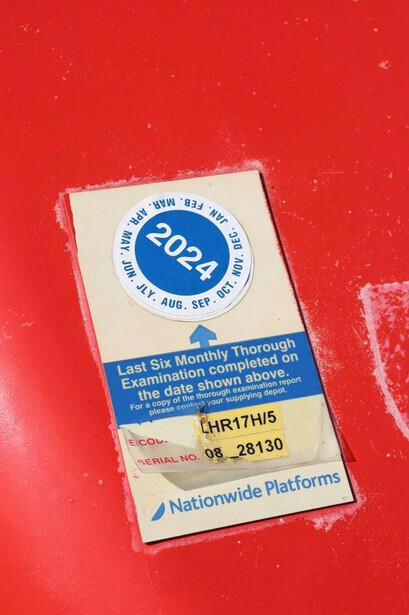 JAN. FEB. MAR. APR. MAY. JUN. JLY. AUG. SEP. OCT. NOV. DEC.
2024
Last Six Monthly Thorough
Examination completed on
the date shown above.
For a copy of the thorough examination report
please contact your supplying depot.
E/CODE
LHR17H/5
SERIAL NO.
08_28130
Nationwide Platforms